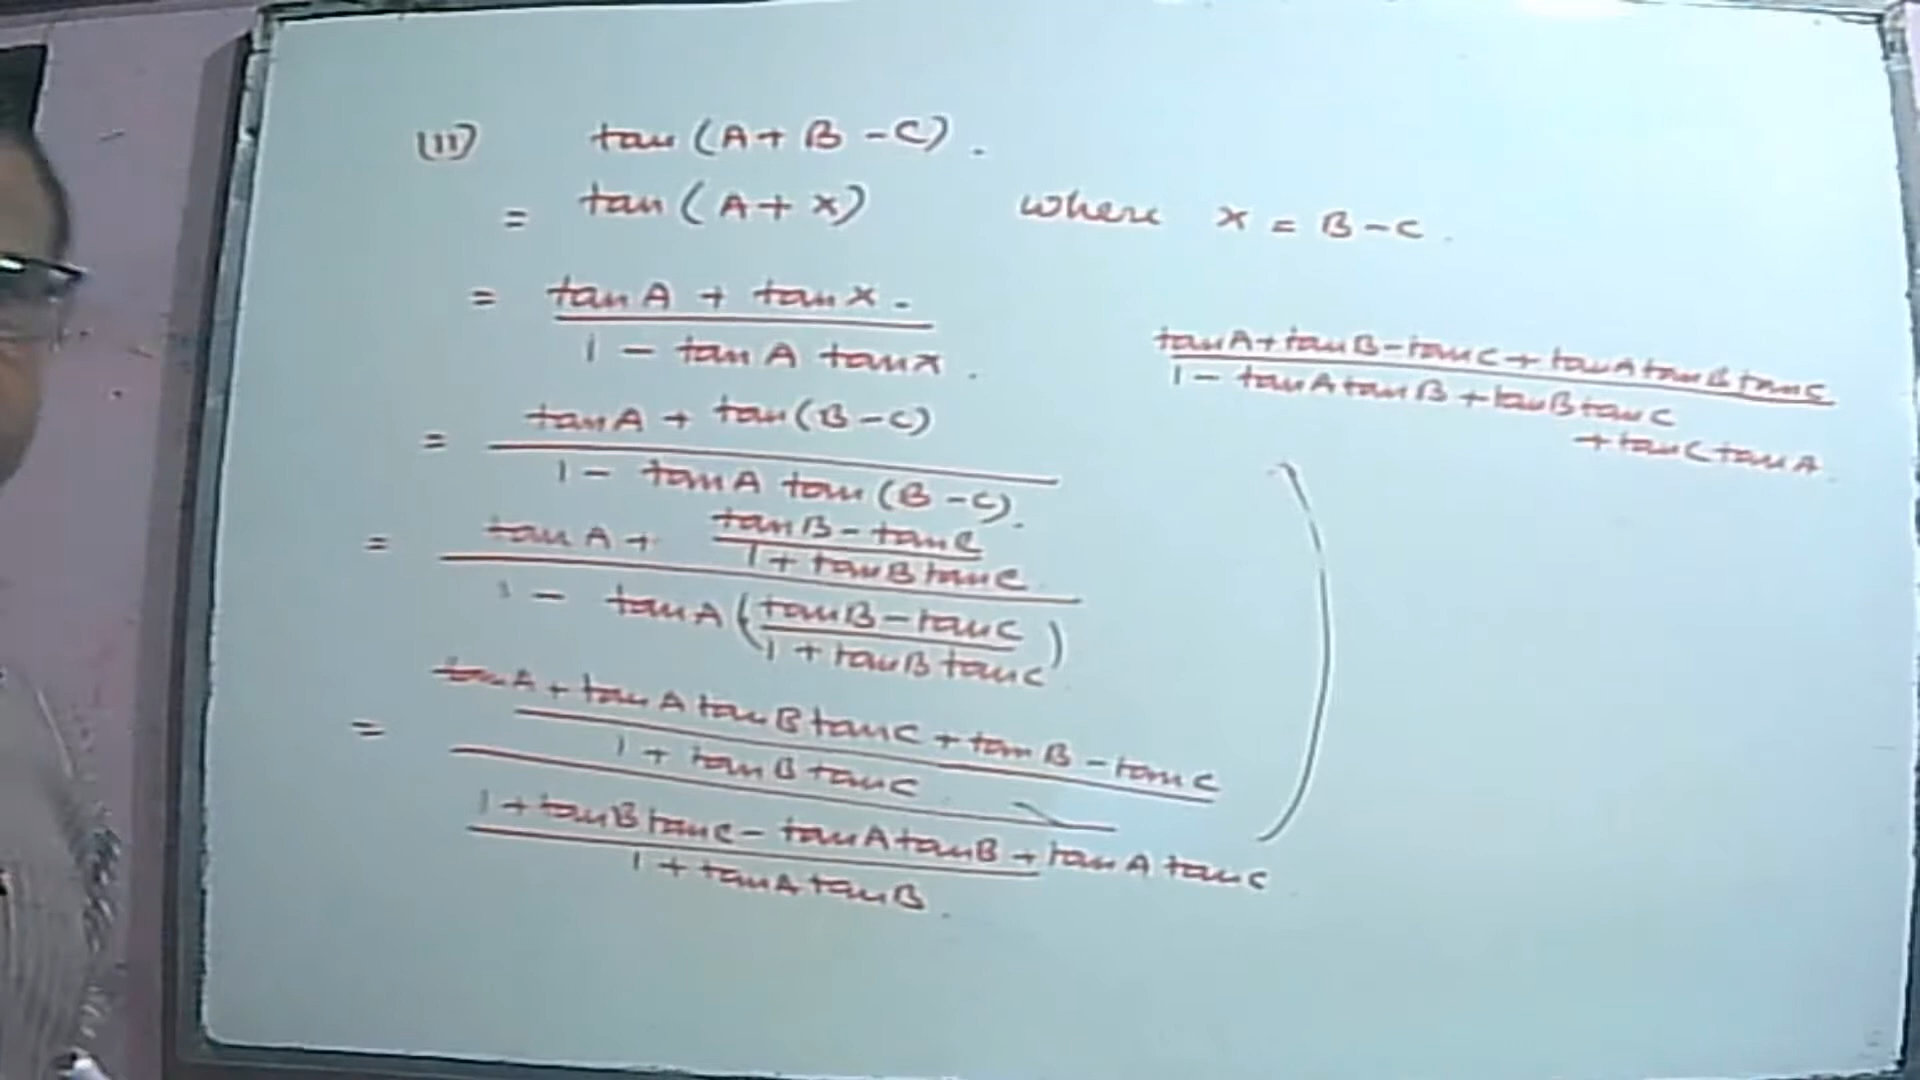 (11) tan (A + B - C).
= tan (A + x) where x = B - C.
= tan A + tan x.
1 - tan A tan x.
= tan A + tan (B - C)
1 - tan A tan (B - C).
= tan A + tan B - tan C
1 + tan B tan C
1 - tan A ( tan B - tan C )
1 + tan B tan C
= tan A + tan A tan B tan C + tan B - tan C
1 + tan B tan C
1 + tan B tan C - tan A tan B + tan A tan C
1 + tan A tan B.
tan A + tan B - tan C + tan A tan B tan C
1 - tan A tan B + tan B tan C
+ tan C tan A